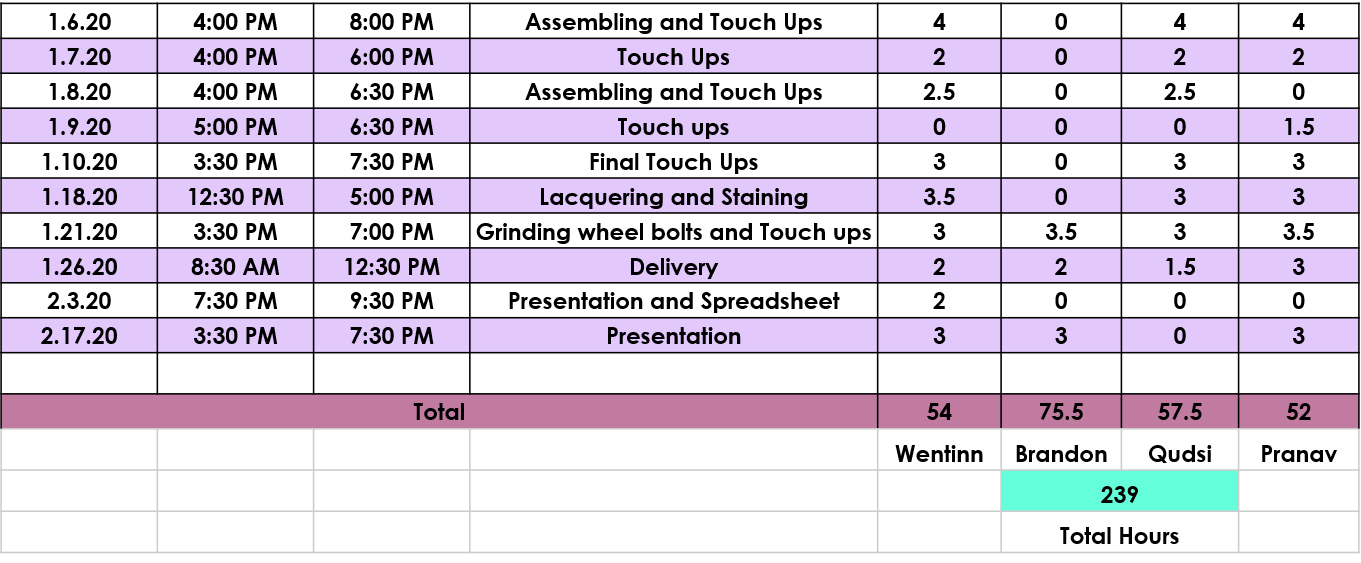 1.6.20 4:00 PM 8:00 PM Assembling and Touch Ups 4 0 4 4
1.7.20 4:00 PM 6:00 PM Touch Ups 2 0 2 2
1.8.20 4:00 PM 6:30 PM Assembling and Touch Ups 2.5 0 2.5 0
1.9.20 5:00 PM 6:30 PM Touch ups 0 0 0 1.5
1.10.20 3:30 PM 7:30 PM Final Touch Ups 3 0 3 3
1.18.20 12:30 PM 5:00 PM Lacquering and Staining 3.5 0 3 3
1.21.20 3:30 PM 7:00 PM Grinding wheel bolts and Touch ups 3 3.5 3 3.5
1.26.20 8:30 AM 12:30 PM Delivery 2 2 1.5 3
2.3.20 7:30 PM 9:30 PM Presentation and Spreadsheet 2 0 0 0
2.17.20 3:30 PM 7:30 PM Presentation 3 3 0 3
Total 54 75.5 57.5 52
Wentinn Brandon Qudsi Pranav
239
Total Hours